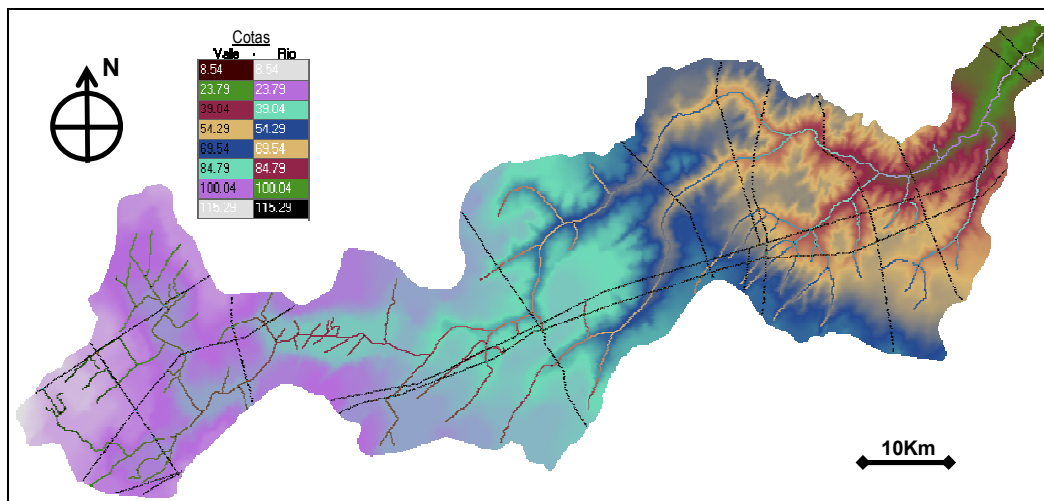 Cotas
Valle - Rio
N
8.54 8.54
23.79 23.79
39.04 39.04
54.29 54.29
69.54 69.54
84.79 84.79
100.04 100.04
115.29 115.29
10Km